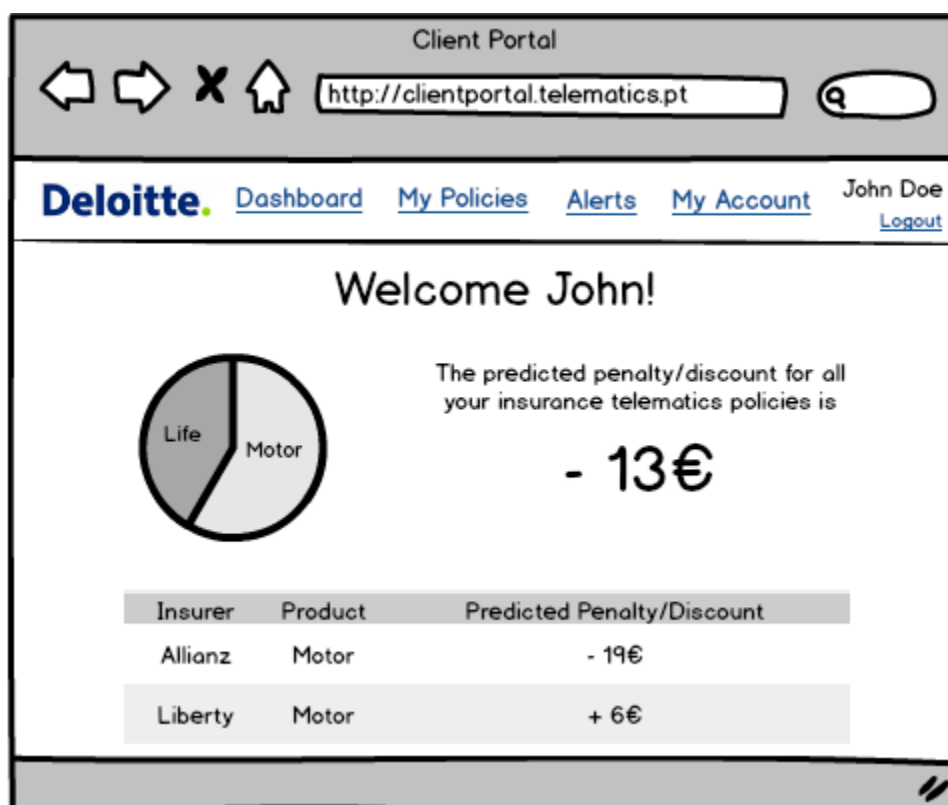 Client Portal
http://clientportal.telematics.pt
Deloitte. Dashboard My Policies Alerts My Account John Doe
Logout
Welcome John!
The predicted penalty/discount for all
your insurance telematics policies is
- 13€
Life
Motor
Insurer Product Predicted Penalty/Discount
Allianz Motor - 19€
Liberty Motor + 6€